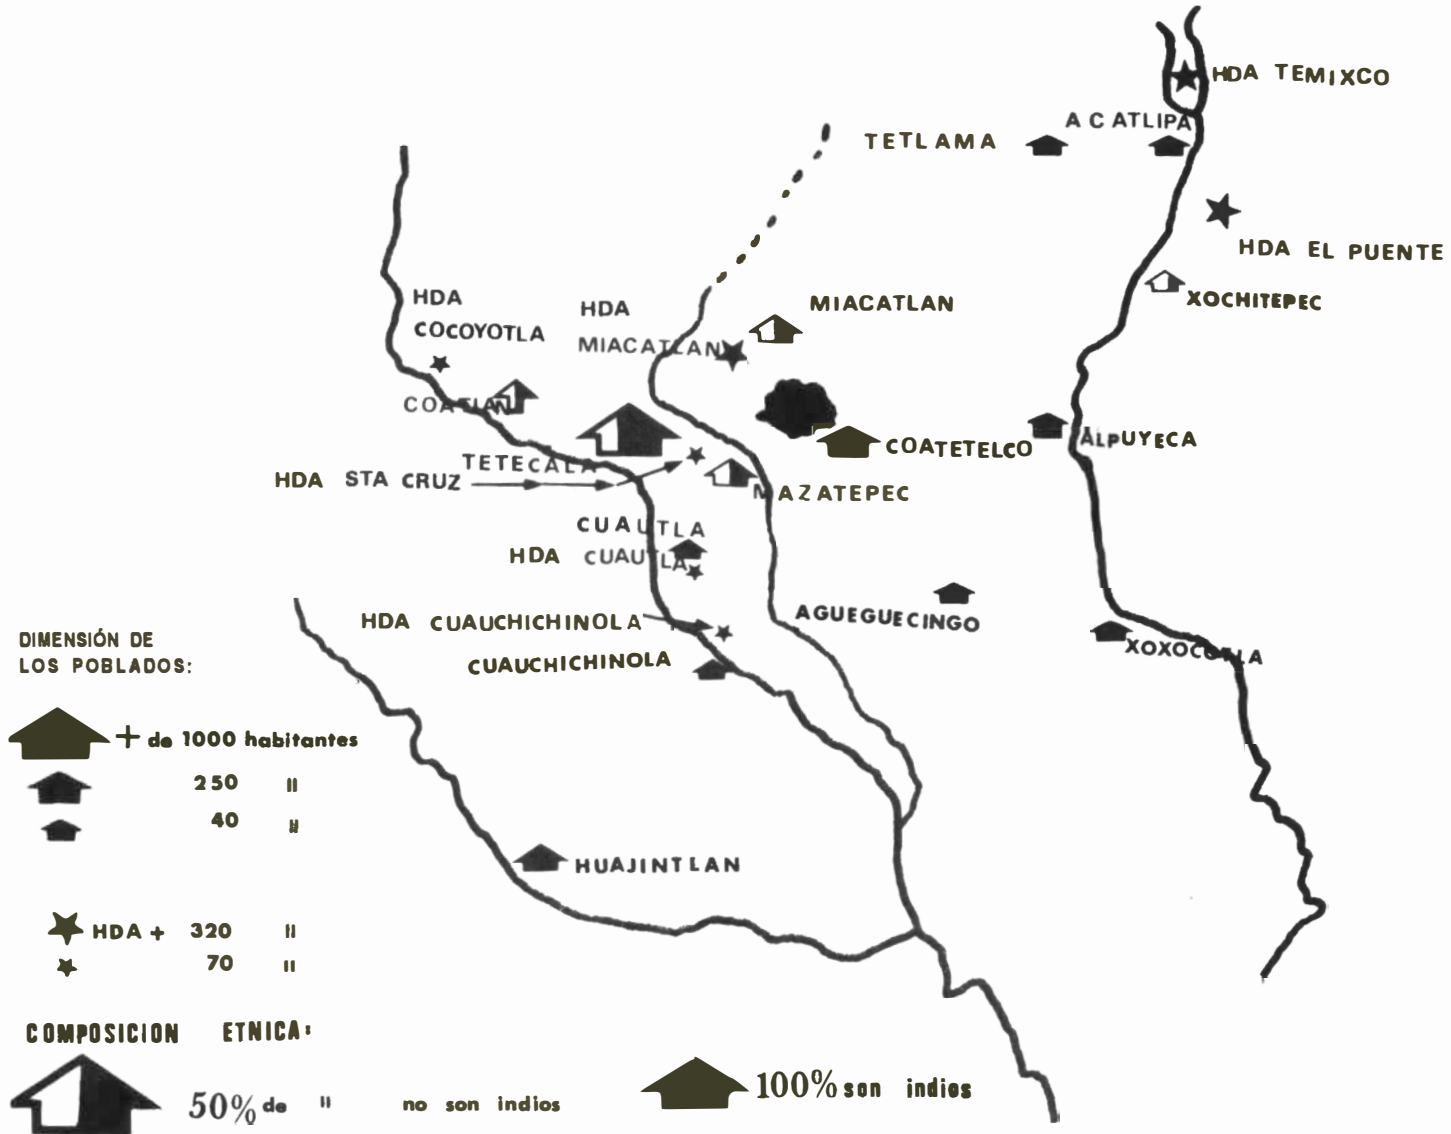 HDA TEMIXCO
ACATLIPA
TETLAMA
HDA EL PUENTE
XOCHITEPEC
MIACATLAN
HDA
COCOYOTLA
HDA
MIACATLAN
COATLAN
COATETELCO
ALPUYECA
TETECALA
HDA STA CRUZ
MAZATEPEC
CUAUTLA
HDA CUAUTLA
HDA CUAUCHICHINOLA
CUAUCHICHINOLA
AGUEGUECINGO
XOXOCOTLA
HUAJINTLAN
DIMENSIÓN DE
LOS POBLADOS:
+ de 1000 habitantes
250 "
40 "
HDA + 320 "
70 "
COMPOSICION ETNICA:
50% de " no son indios
100% son indios